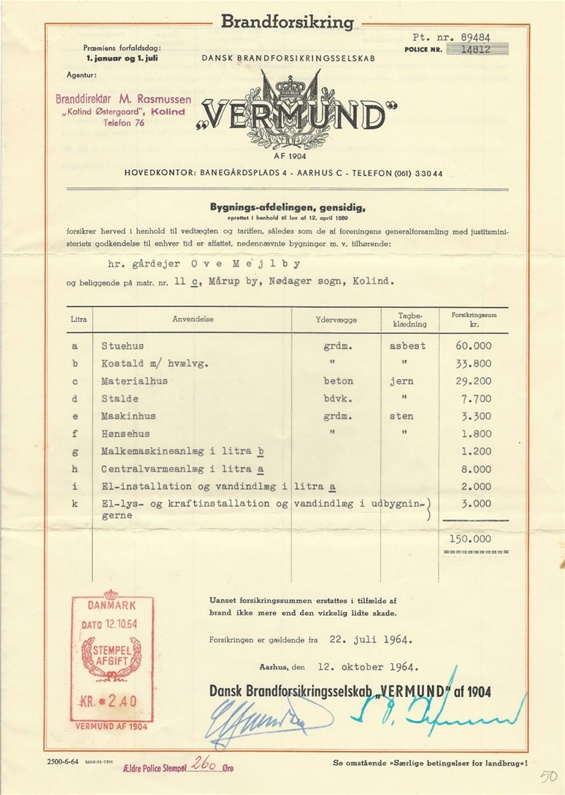 Brandforsikring
Pt. nr. 89484
POLICE NR. 14812
Præmiens forfaldsdag:
1. januar og 1. juli
DANSK BRANDFORSIKRINGSSELSKAB
Agentur:
Branddirektør M. Rasmussen
„Kolind Østergaard", Kolind
Telefon 76
„VERMUND"
AF 1904
HOVEDKONTOR: BANEGÅRDSPLADS 4 - AARHUS C - TELEFON (061) 33044
Bygnings-afdelingen, gensidig,
oprettet i henhold til lov af 12. april 1889
forsikrer herved i henhold til vedtægten og tariffen, således som de af foreningens generalforsamling med justitsmini-
steriets godkendelse til enhver tid er affattet, nedennævnte bygninger m. v. tilhørende:
hr. gårdejer Ove Mejlby
og beliggende på matr. nr. 11 c, Mårup by, Nødager sogn, Kolind.
Litra Anvendelse Ydervægge Tagbe-klædning Forsikringssum kr.
a Stuehus grdm. asbest 60.000
b Kostald m/ hvælvg. " " 33.800
c Materialhus beton jern 29.200
d Stalde bdvk. " 7.700
e Maskinhus grdm. sten 3.300
f Hønsehus " " 1.800
g Malkemaskineanlæg i litra b 1.200
h Centralvarmeanlæg i litra a 8.000
i El-installation og vandindlæg i litra a 2.000
k El-lys- og kraftinstallation og vandindlæg i udbygnin-) 3.000
gerne )
150.000
Uanset forsikringssummen erstattes i tilfælde af
brand ikke mere end den virkelig lidte skade.
Forsikringen er gældende fra 22. juli 1964.
Aarhus, den 12. oktober 1964.
Dansk Brandforsikringsselskab „VERMUND" af 1904
DANMARK
DATO 12.10.64
STEMPEL
AFGIFT
KR. *2.40
VERMUND AF 1904
2500-6-64
Ældre Police Stempel 260 Øre
Se omstående »Særlige betingelser for landbrug«!
50